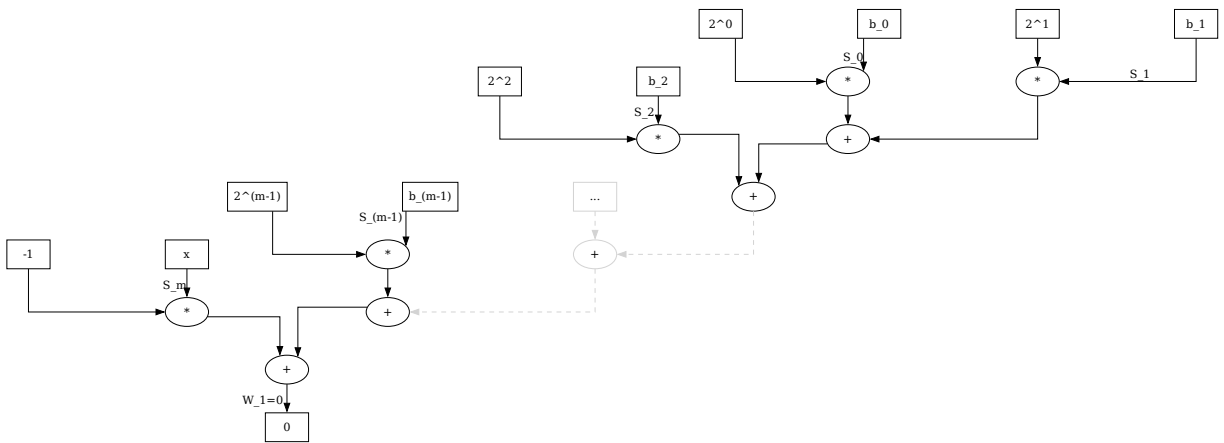 2^0
b_0
2^1
b_1
S_0
2^2
b_2
*
*
S_1
S_2
*
+
2^(m-1)
b_(m-1)
...
+
S_(m-1)
-1
x
*
+
S_m
*
+
+
W_1=0
0